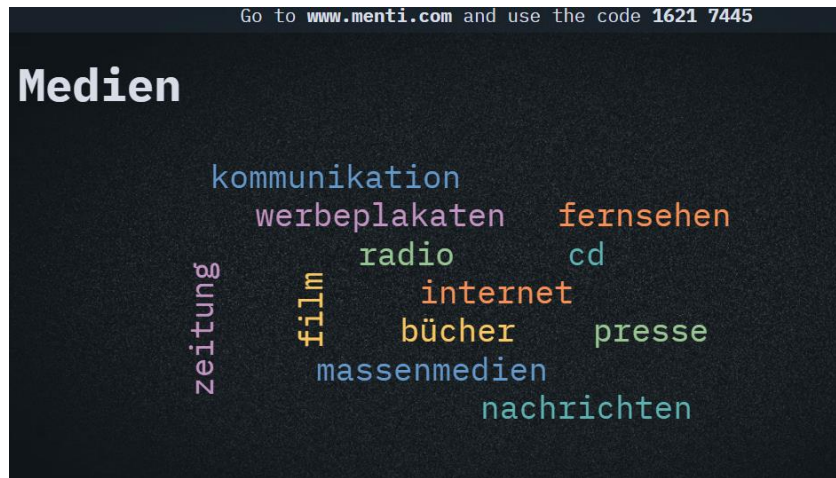 Go to www.menti.com and use the code 1621 7445
Medien
kommunikation
werbeplakaten
fernsehen
radio
cd
zeitung
film
internet
bücher
presse
massenmedien
nachrichten